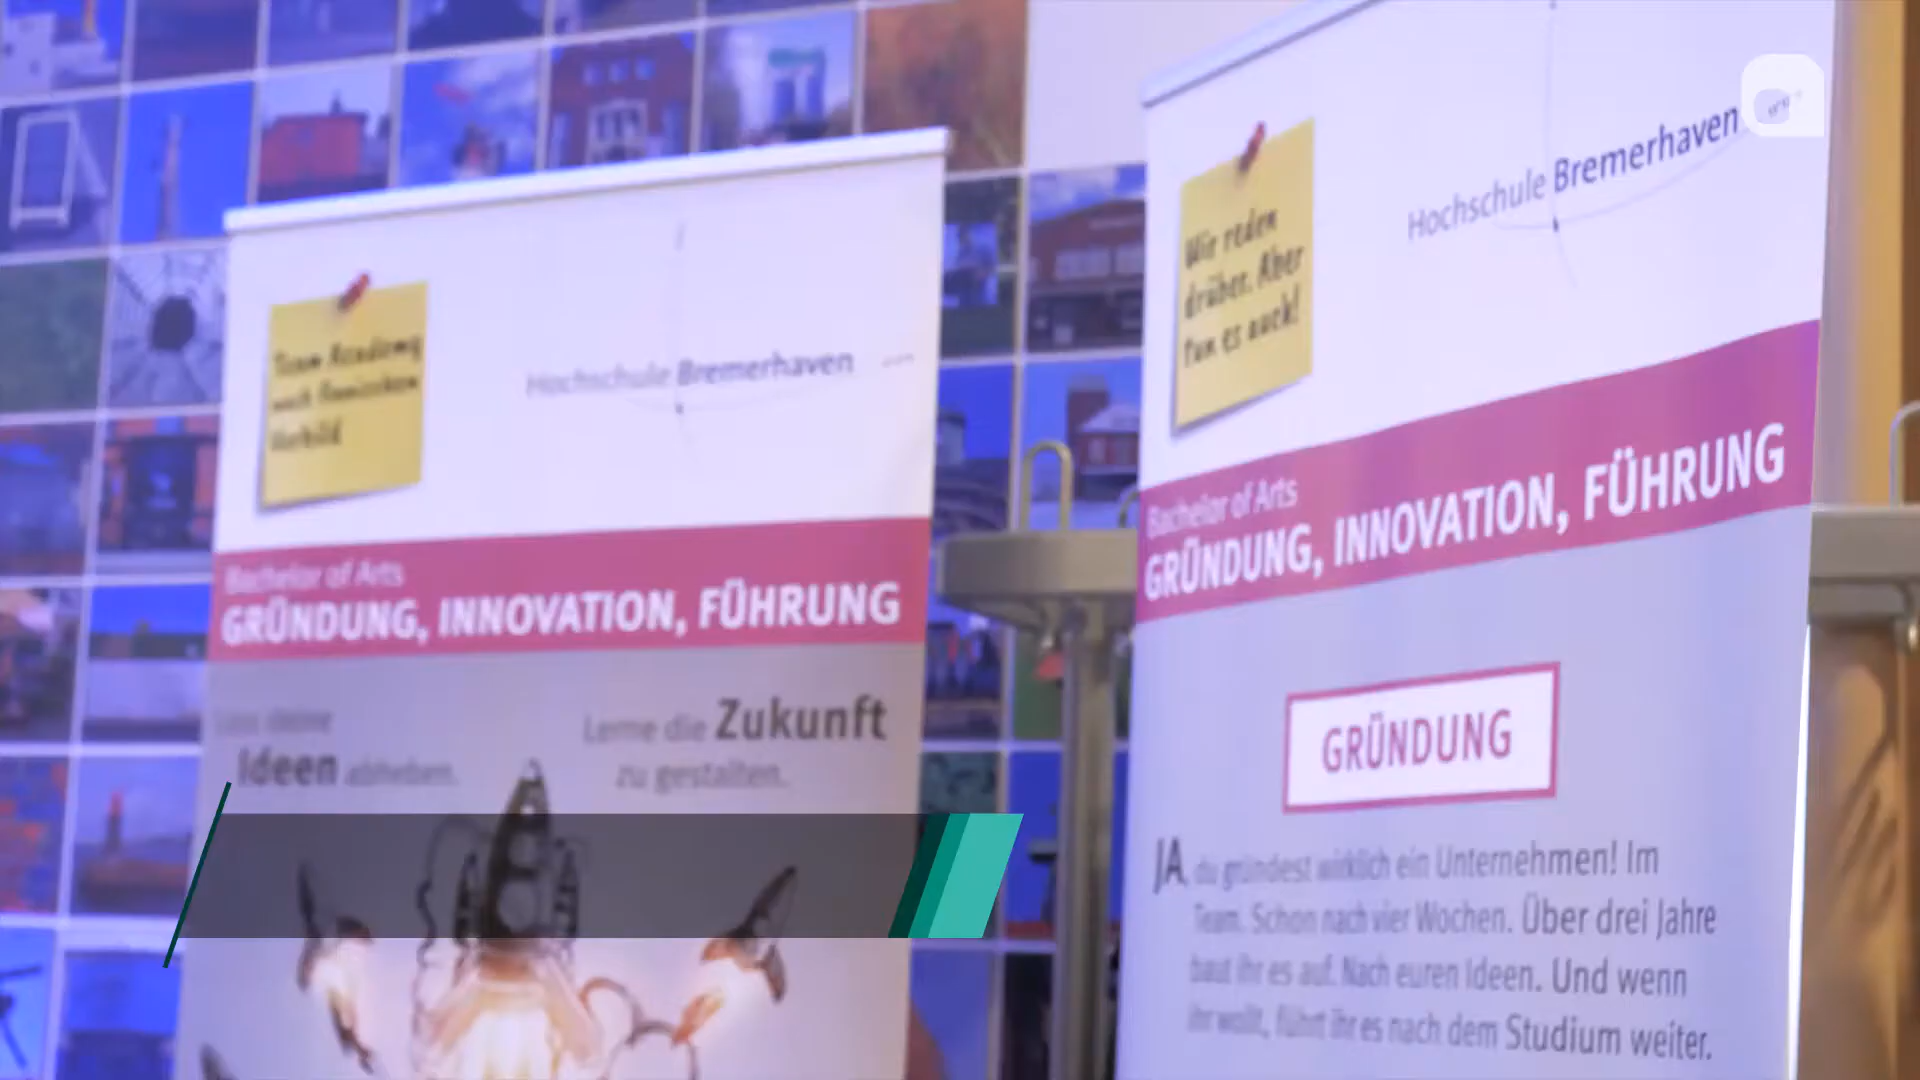 Team Academy
nach finnischem
Vorbild
Hochschule Bremerhaven
Bachelor of Arts
GRÜNDUNG, INNOVATION, FÜHRUNG
Lass deine
Ideen abheben.
Lerne die Zukunft
zu gestalten.
Wir reden
drüber. Aber
tun es auch!
Hochschule Bremerhaven
Bachelor of Arts
GRÜNDUNG, INNOVATION, FÜHRUNG
GRÜNDUNG
JA, du gründest wirklich ein Unternehmen! Im
Team. Schon nach vier Wochen. Über drei Jahre
baut ihr es auf. Nach euren Ideen. Und wenn
ihr wollt, führt ihr es nach dem Studium weiter.